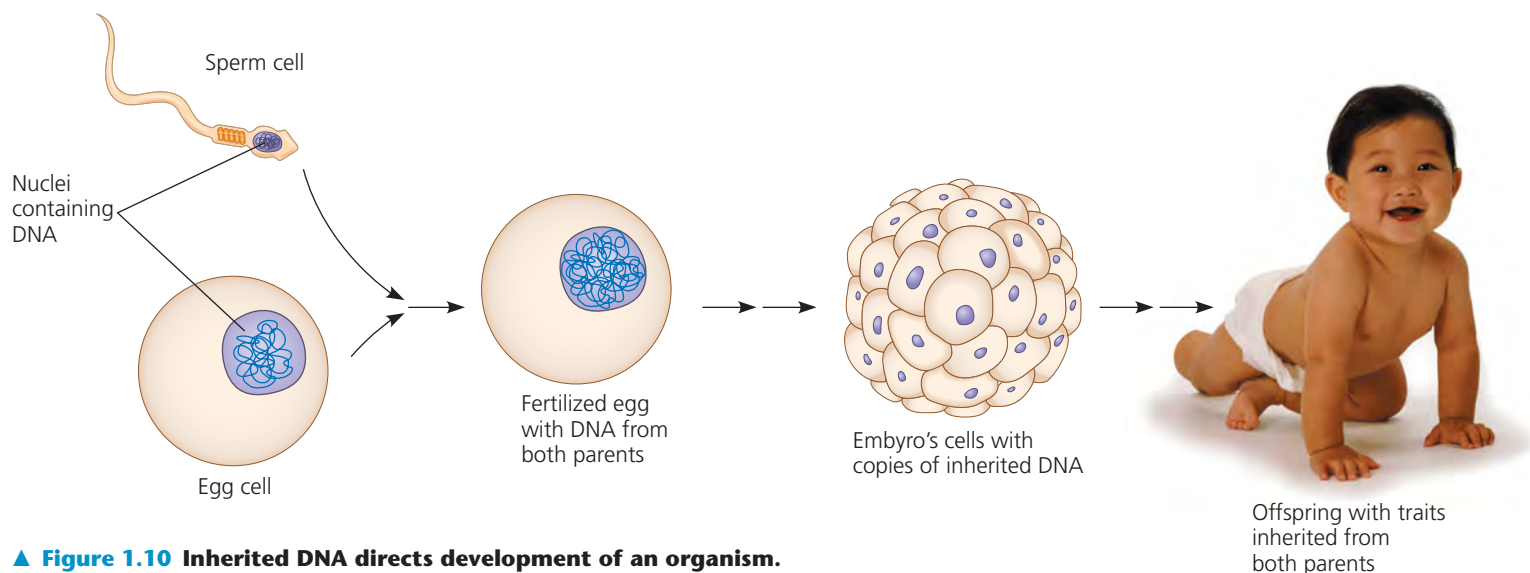 Sperm cell
Nuclei
containing
DNA
Egg cell
Fertilized egg
with DNA from
both parents
Embyro's cells with
copies of inherited DNA
Offspring with traits
inherited from
both parents
▲ Figure 1.10 Inherited DNA directs development of an organism.